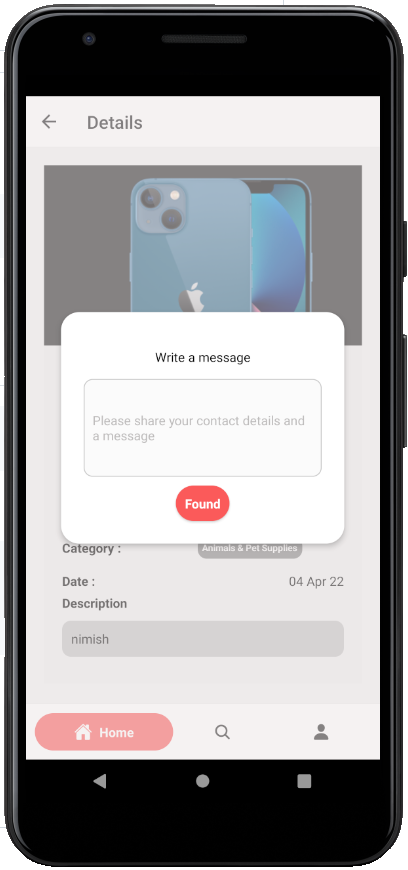 Details
Write a message
Please share your contact details and
a message
Found
Category :
Animals & Pet Supplies
Date :
04 Apr 22
Description
nimish
Home